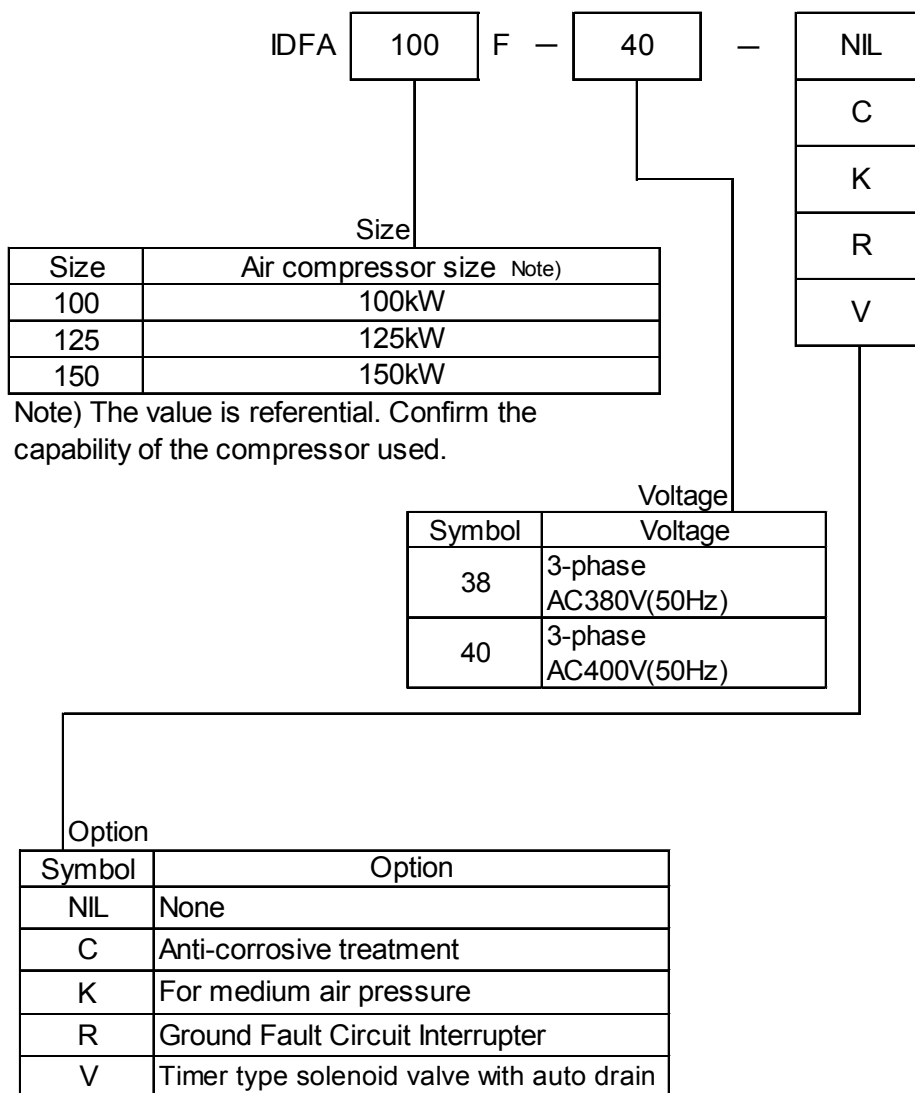 IDFA 100 F － 40 － NIL
C
K
R
V
Size
Size Air compressor size Note)
100 100kW
125 125kW
150 150kW
Note) The value is referential. Confirm the
capability of the compressor used.
Voltage
Symbol Voltage
38 3-phase
AC380V(50Hz)
40 3-phase
AC400V(50Hz)
Option
Symbol Option
NIL None
C Anti-corrosive treatment
K For medium air pressure
R Ground Fault Circuit Interrupter
V Timer type solenoid valve with auto drain